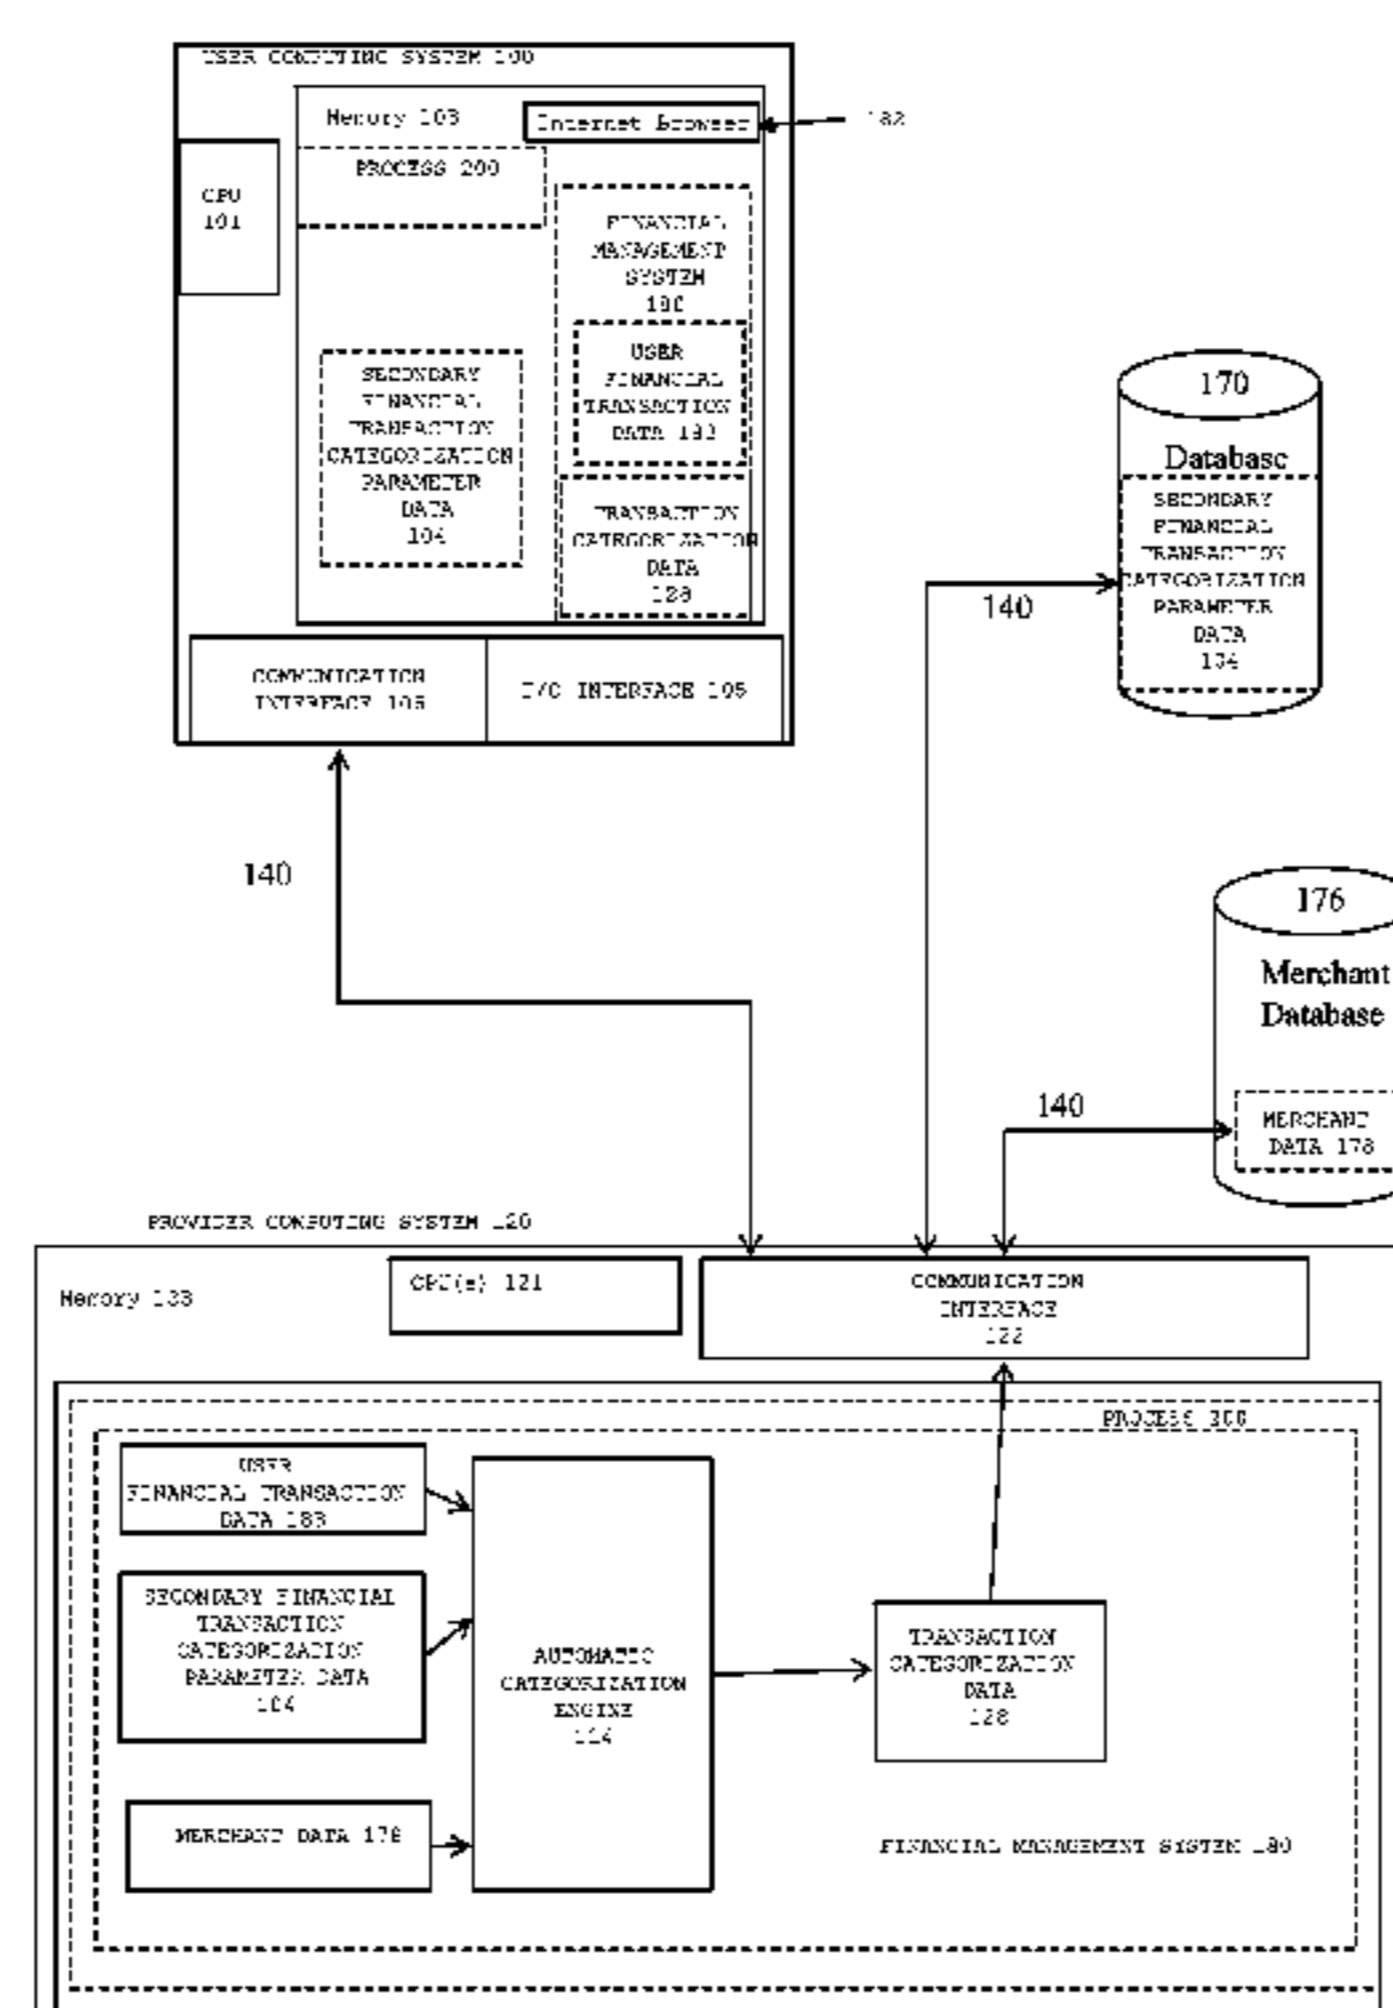 USER COMPUTING SYSTEM 100
Memory 103
Internet Browser
182
PROCESS 200
CPU
101
FINANCIAL
MANAGEMENT
SYSTEM
180
USER
FINANCIAL
TRANSACTION
DATA 183
SECONDARY
FINANCIAL
TRANSACTION
CATEGORIZATION
PARAMETER
DATA
104
TRANSACTION
CATEGORIZATION
DATA
128
COMMUNICATION
INTERFACE
I/O INTERFACE 105
170
Database
SECONDARY
FINANCIAL
TRANSACTION
CATEGORIZATION
PARAMETER
DATA
104
140
140
176
Merchant
Database
140
MERCHANT
DATA 178
PROVIDER COMPUTING SYSTEM 120
Memory
CPU(s) 121
COMMUNICATION
INTERFACE
122
PROCESS 200
USER
FINANCIAL TRANSACTION
DATA 183
SECONDARY FINANCIAL
TRANSACTION
CATEGORIZATION
PARAMETER DATA
104
AUTOMATIC
CATEGORIZATION
ENGINE
TRANSACTION
CATEGORIZATION
DATA
128
MERCHANT DATA 178
FINANCIAL MANAGEMENT SYSTEM 180